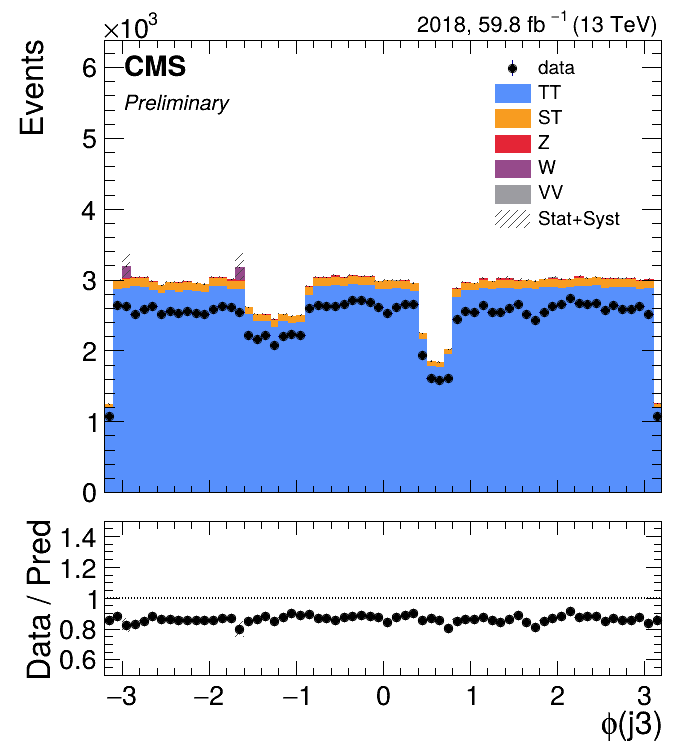 ×10³
2018, 59.8 fb⁻¹ (13 TeV)
Events
CMS
Preliminary
data
TT
ST
Z
W
VV
Stat+Syst
6
5
4
3
2
1
0
Data / Pred
1.4
1.2
1
0.8
0.6
−3 −2 −1 0 1 2 3
ϕ(j3)